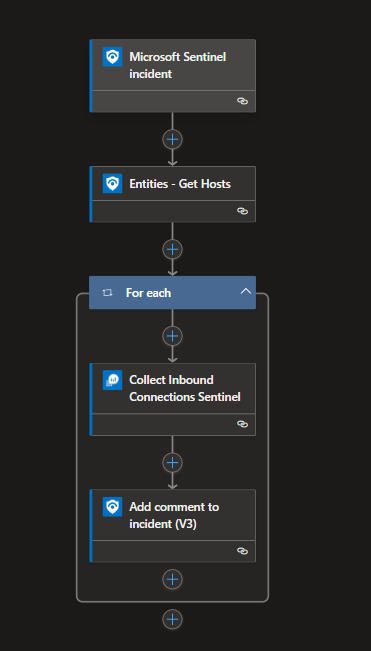 Microsoft Sentinel
incident
Entities - Get Hosts
For each
Collect Inbound
Connections Sentinel
Add comment to
incident (V3)